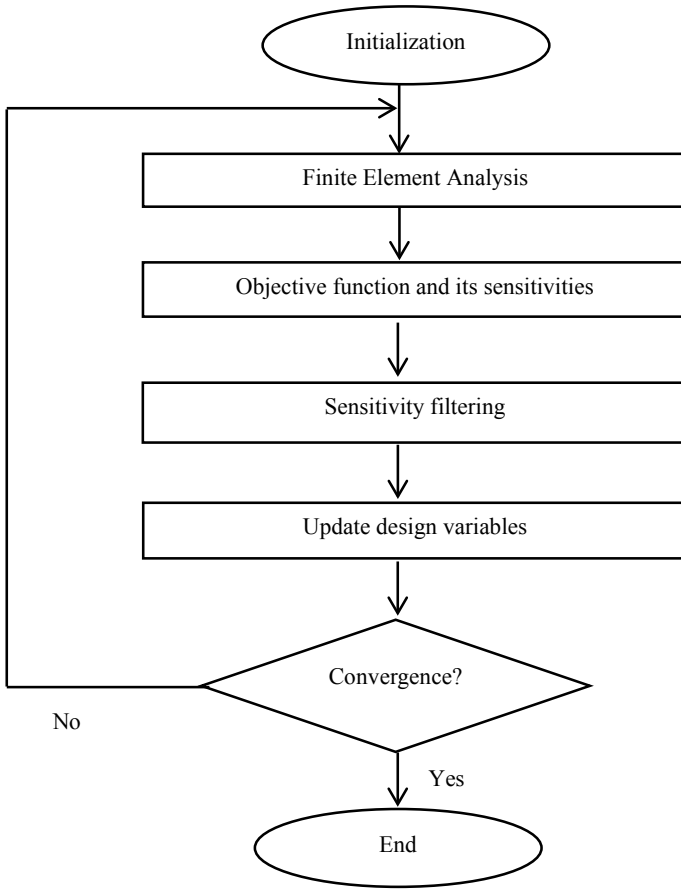 Initialization
Finite Element Analysis
Objective function and its sensitivities
Sensitivity filtering
Update design variables
Convergence?
No
Yes
End